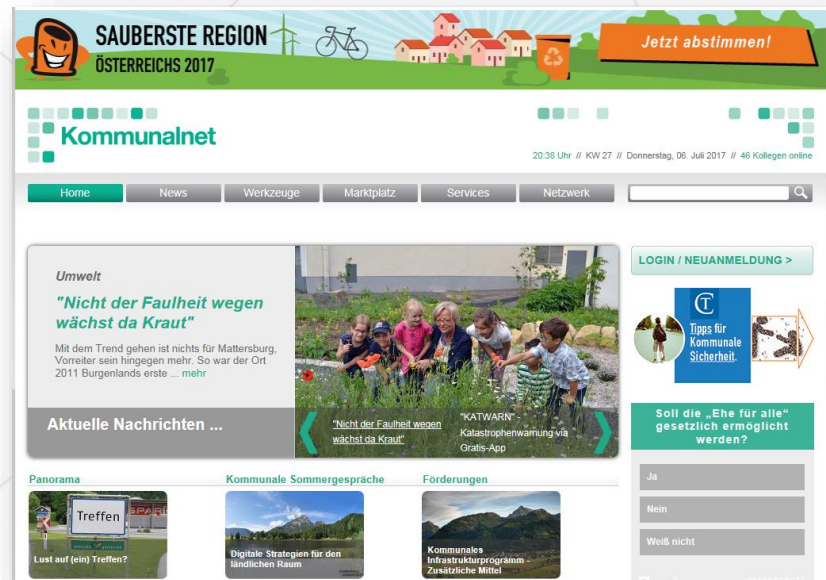 SAUBERSTE REGION
ÖSTERREICHS 2017
Jetzt abstimmen!
Kommunalnet
20:38 Uhr // KW 27 // Donnerstag, 06. Juli 2017 // 46 Kollegen online
Home News Werkzeuge Marktplatz Services Netzwerk
Umwelt
"Nicht der Faulheit wegen
wächst da Kraut"
Mit dem Trend gehen ist nichts für Mattersburg,
Vorreiter sein hingegen mehr. So war der Ort
2011 Burgenlands erste ... mehr
Aktuelle Nachrichten ...
"Nicht der Faulheit wegen
wächst da Kraut"
"KATWARN" -
Katastrophenwarnung via
Gratis-App
LOGIN / NEUANMELDUNG >
Tipps für
Kommunale
Sicherheit.
Soll die „Ehe für alle“
gesetzlich ermöglicht
werden?
Ja
Nein
Weiß nicht
Panorama
Treffen
Lust auf (ein) Treffen?
Kommunale Sommergespräche
Digitale Strategien für den
ländlichen Raum
Förderungen
Kommunales
Infrastrukturprogramm -
Zusätzliche Mittel